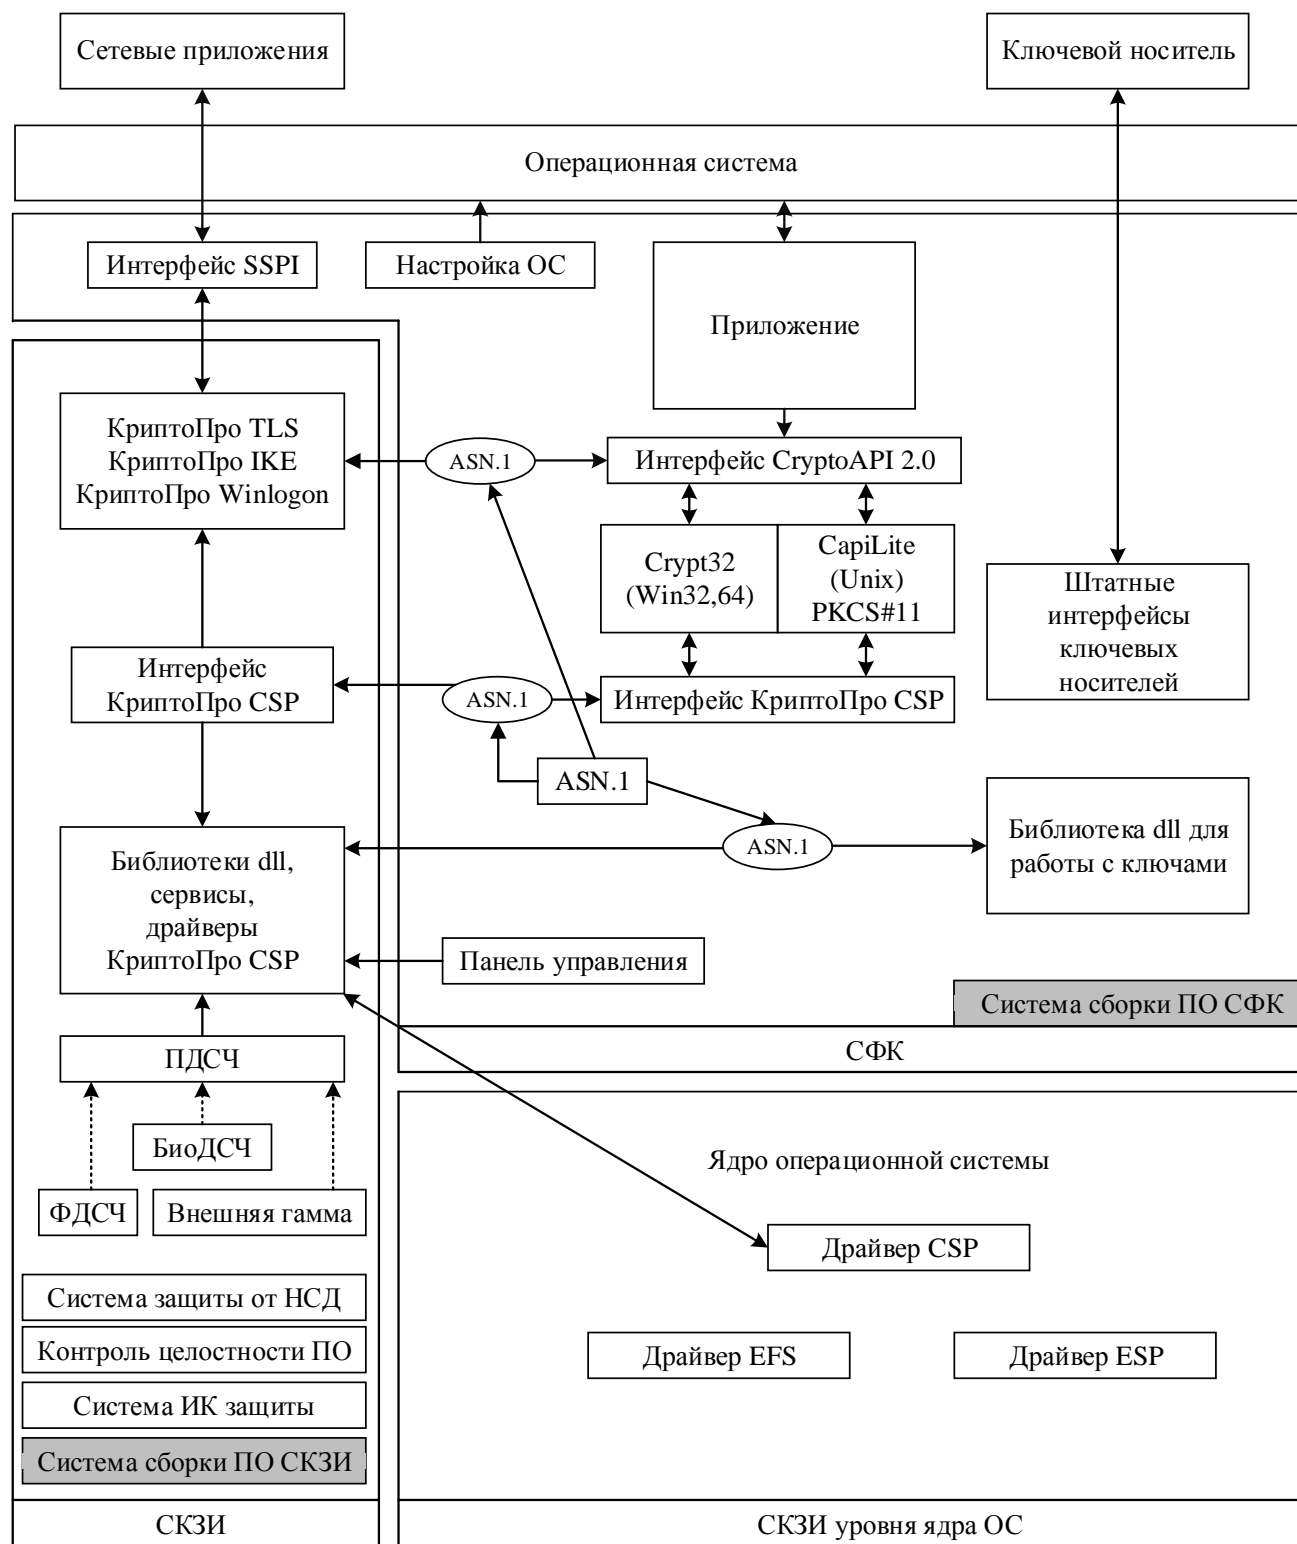 Сетевые приложения
Ключевой носитель
Операционная система
Интерфейс SSPI
Настройка ОС
Приложение
КриптоПро TLS
КриптоПро IKE
КриптоПро Winlogon
ASN.1
Интерфейс CryptoAPI 2.0
Crypt32
(Win32,64)
CapiLite
(Unix)
PKCS#11
Штатные
интерфейсы
ключевых
носителей
Интерфейс
КриптоПро CSP
ASN.1
Интерфейс КриптоПро CSP
ASN.1
Библиотеки dll,
сервисы,
драйверы
КриптоПро CSP
ASN.1
Библиотека dll для
работы с ключами
Панель управления
Система сборки ПО СФК
СФК
ПДСЧ
БиоДСЧ
ФДСЧ
Внешняя гамма
Ядро операционной системы
Драйвер CSP
Драйвер EFS
Драйвер ESP
Система защиты от НСД
Контроль целостности ПО
Система ИК защиты
Система сборки ПО СКЗИ
СКЗИ
СКЗИ уровня ядра ОС